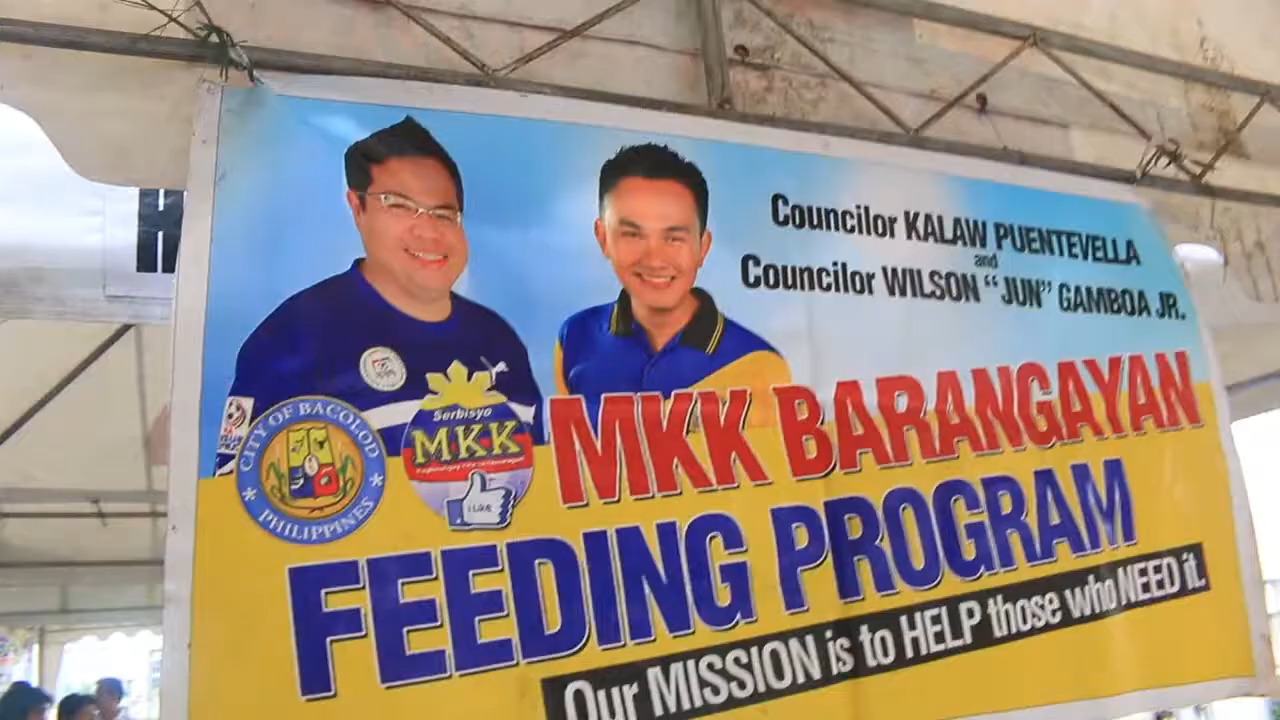 H
Councilor KALAW PUENTEVELLA
and
Councilor WILSON "JUN" GAMBOA JR.
CITY OF BACOLOD
PHILIPPINES
Serbisyo
MKK
I LIKE
MKK BARANGAYAN
FEEDING PROGRAM
Our MISSION is to HELP those who NEED it.